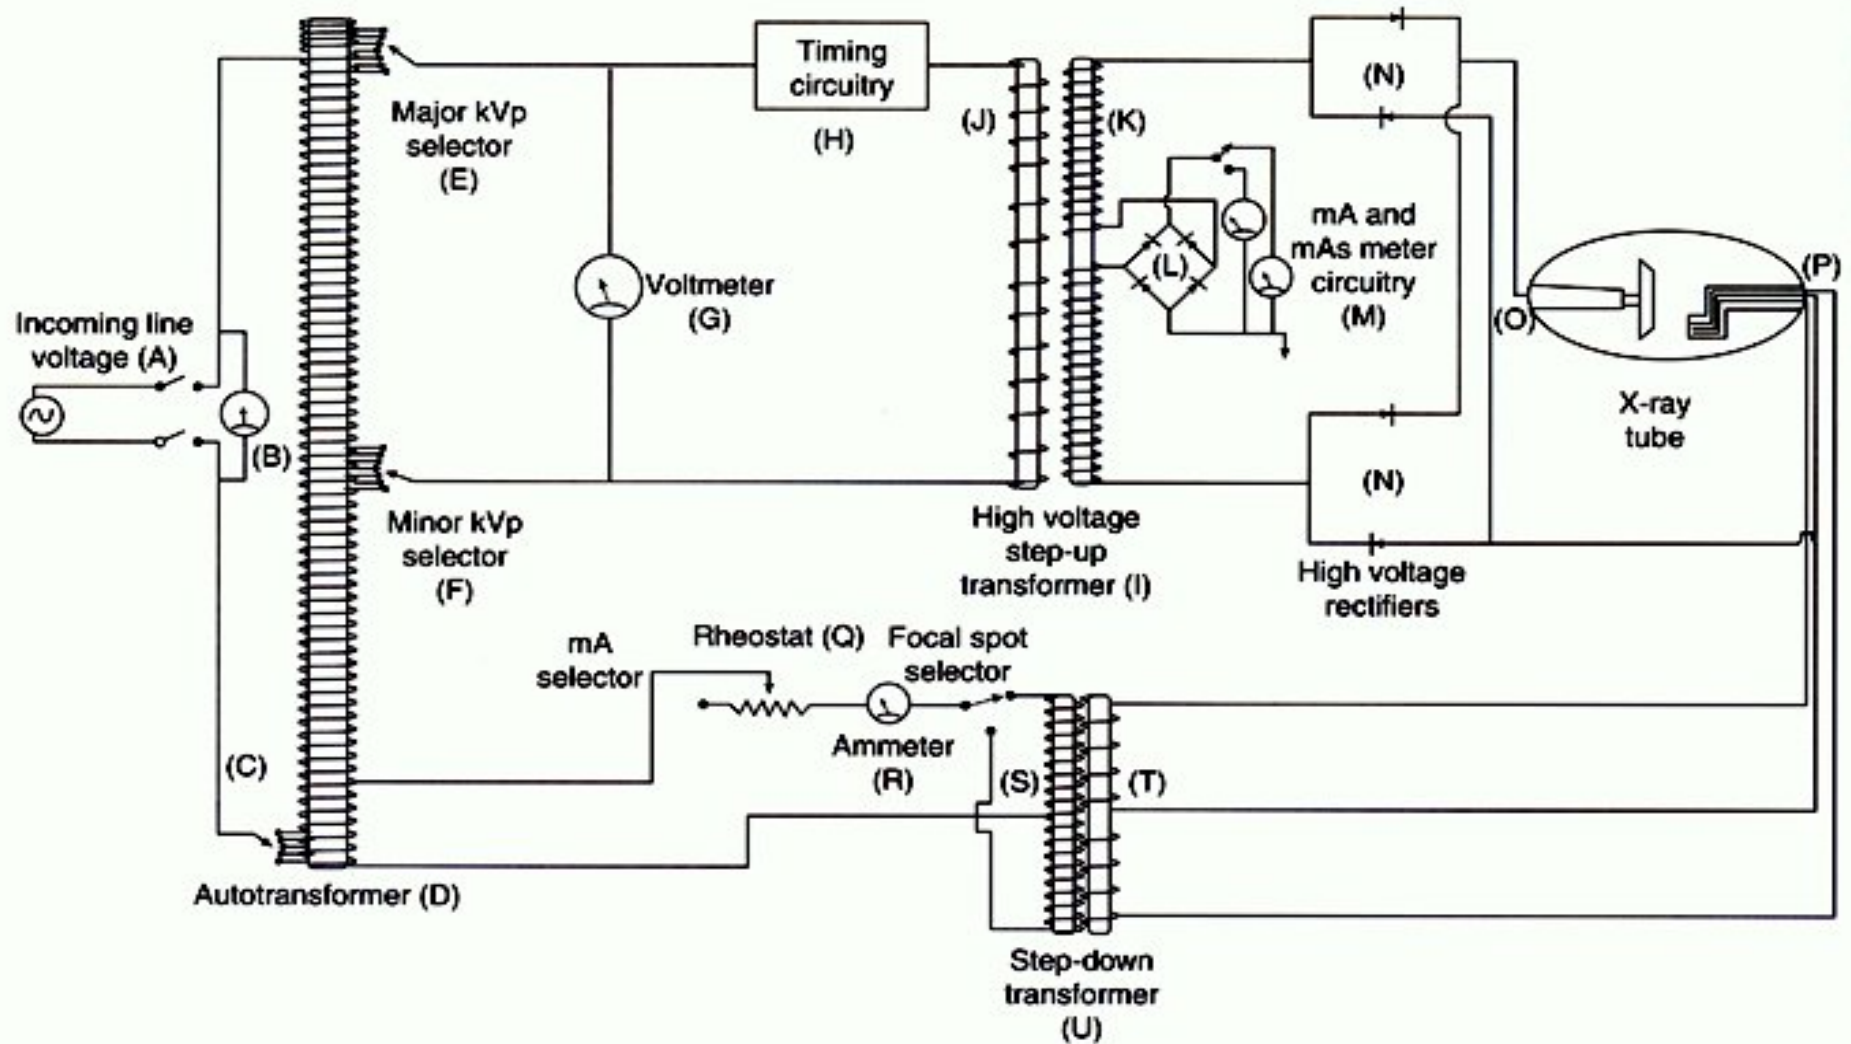 Timing
circuitry
(H)
(N)
Major kVp
selector
(E)
(J)
(K)
mA and
mAs meter
circuitry
(M)
(L)
(P)
Voltmeter
(G)
(O)
Incoming line
voltage (A)
X-ray
tube
(B)
(N)
Minor kVp
selector
(F)
High voltage
step-up
transformer (I)
High voltage
rectifiers
mA
selector
Rheostat (Q)
Focal spot
selector
Ammeter
(R)
(C)
(S)
(T)
Autotransformer (D)
Step-down
transformer
(U)